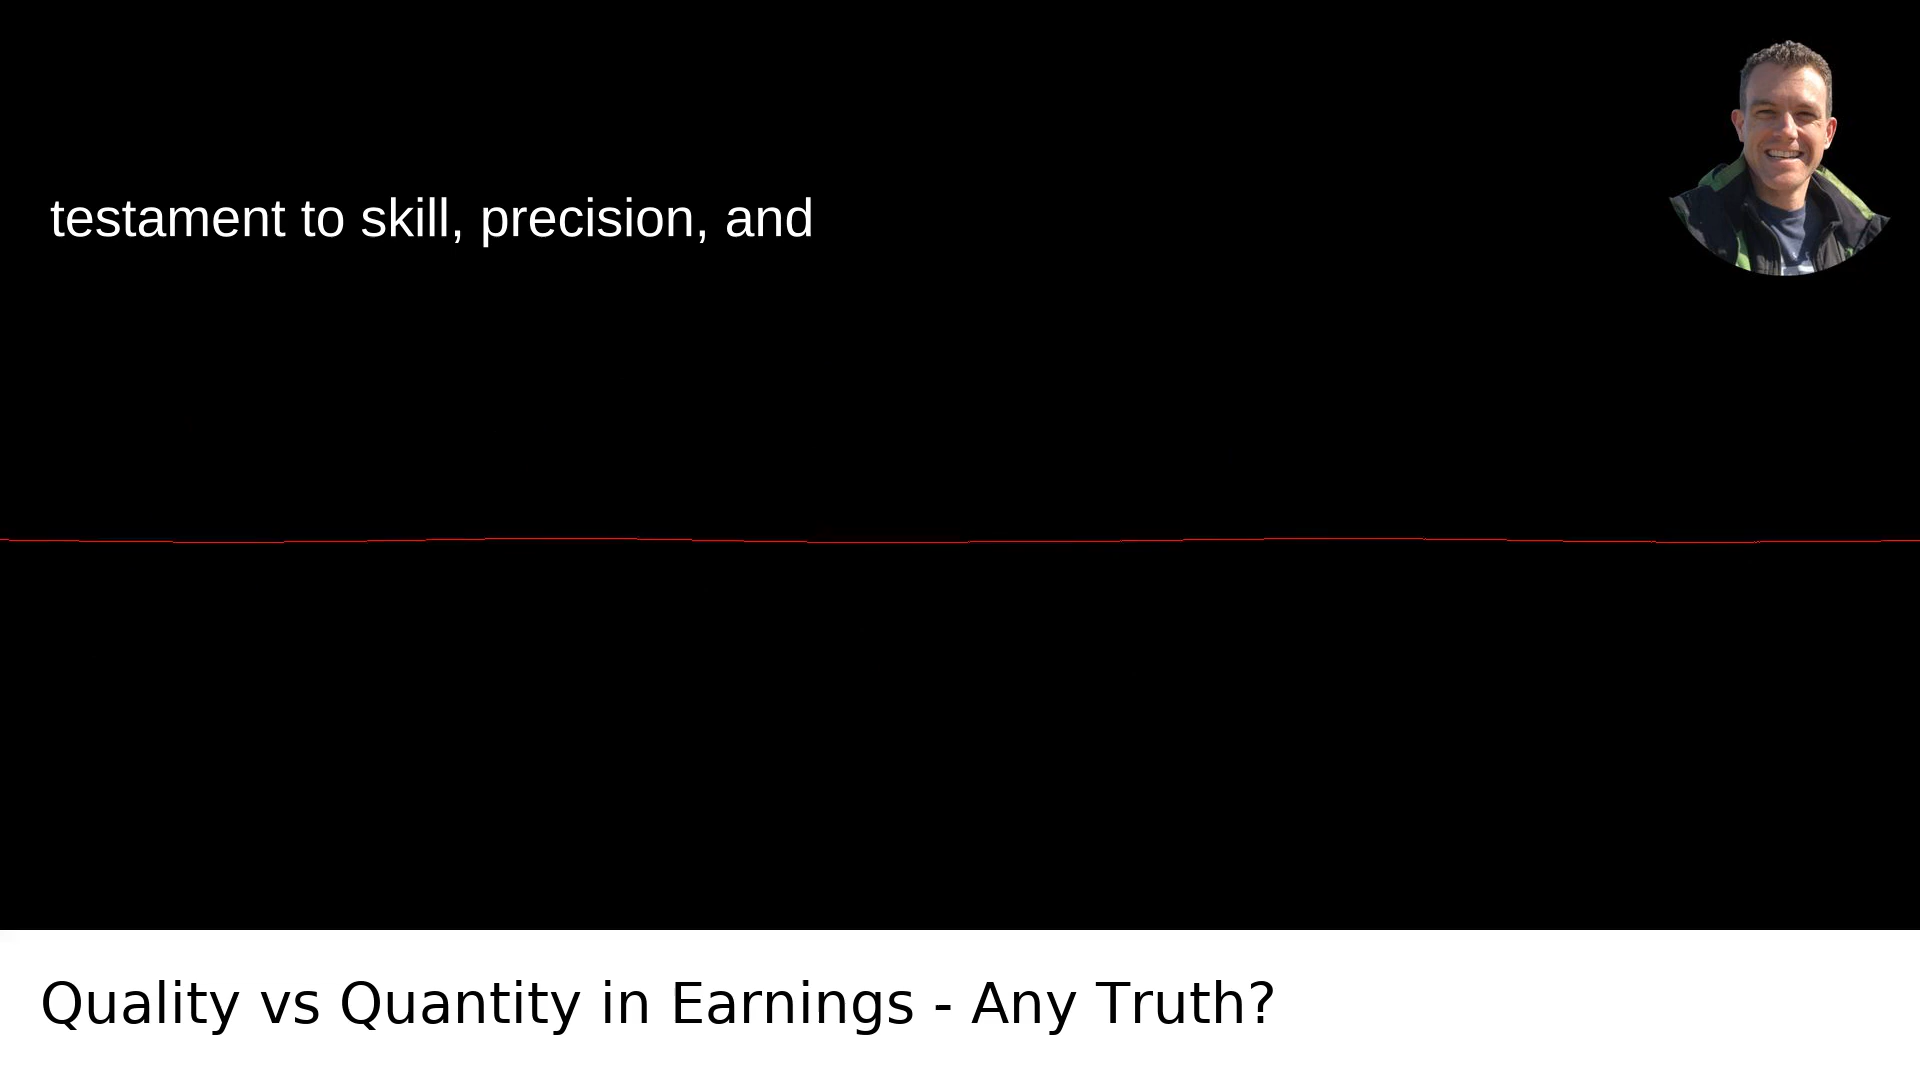 testament to skill, precision, and
Quality vs Quantity in Earnings - Any Truth?